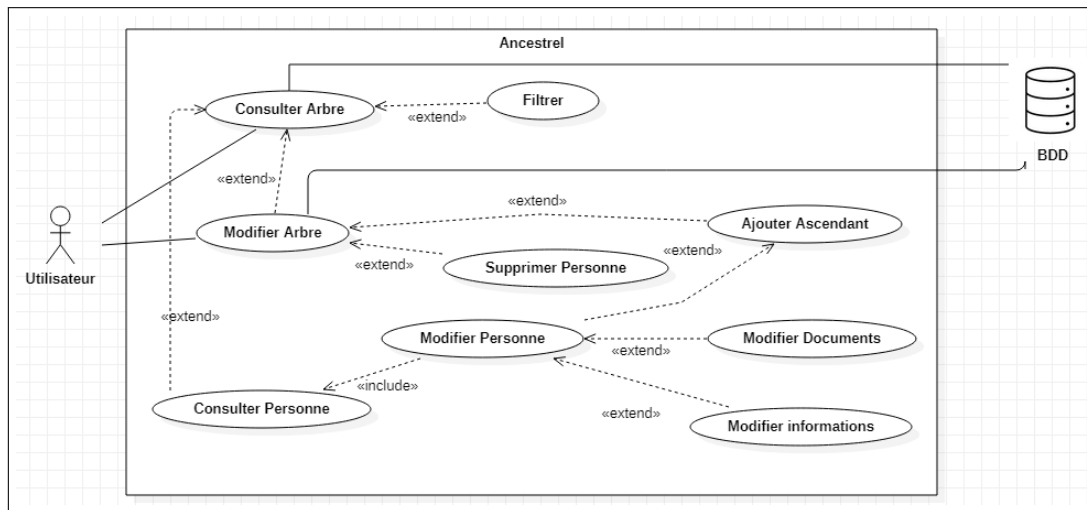 Ancestrel
Consulter Arbre
Filtrer
«extend»
BDD
«extend»
«extend»
Modifier Arbre
Ajouter Ascendant
«extend»
«extend»
Supprimer Personne
Utilisateur
«extend»
Modifier Personne
Modifier Documents
«extend»
«include»
Consulter Personne
«extend»
Modifier informations